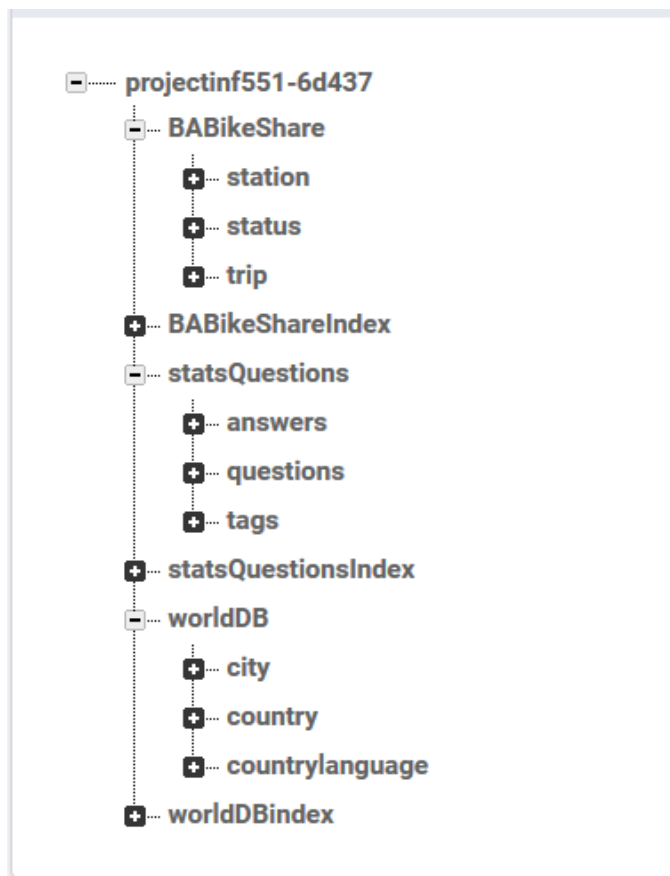 projectinf551-6d437
BABikeShare
station
status
trip
BABikeShareIndex
statsQuestions
answers
questions
tags
statsQuestionsIndex
worldDB
city
country
countrylanguage
worldDBindex